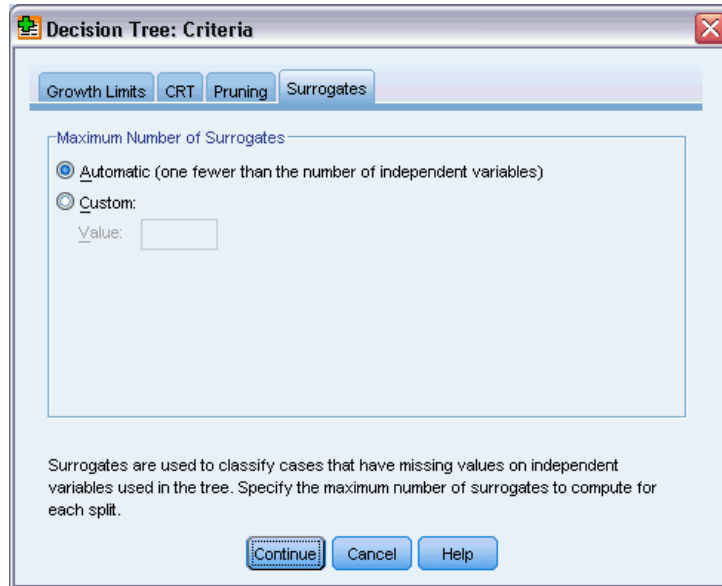 Decision Tree: Criteria
Growth Limits CRT Pruning Surrogates
Maximum Number of Surrogates
Automatic (one fewer than the number of independent variables)
Custom:
Value:
Surrogates are used to classify cases that have missing values on independent
variables used in the tree. Specify the maximum number of surrogates to compute for
each split.
Continue Cancel Help